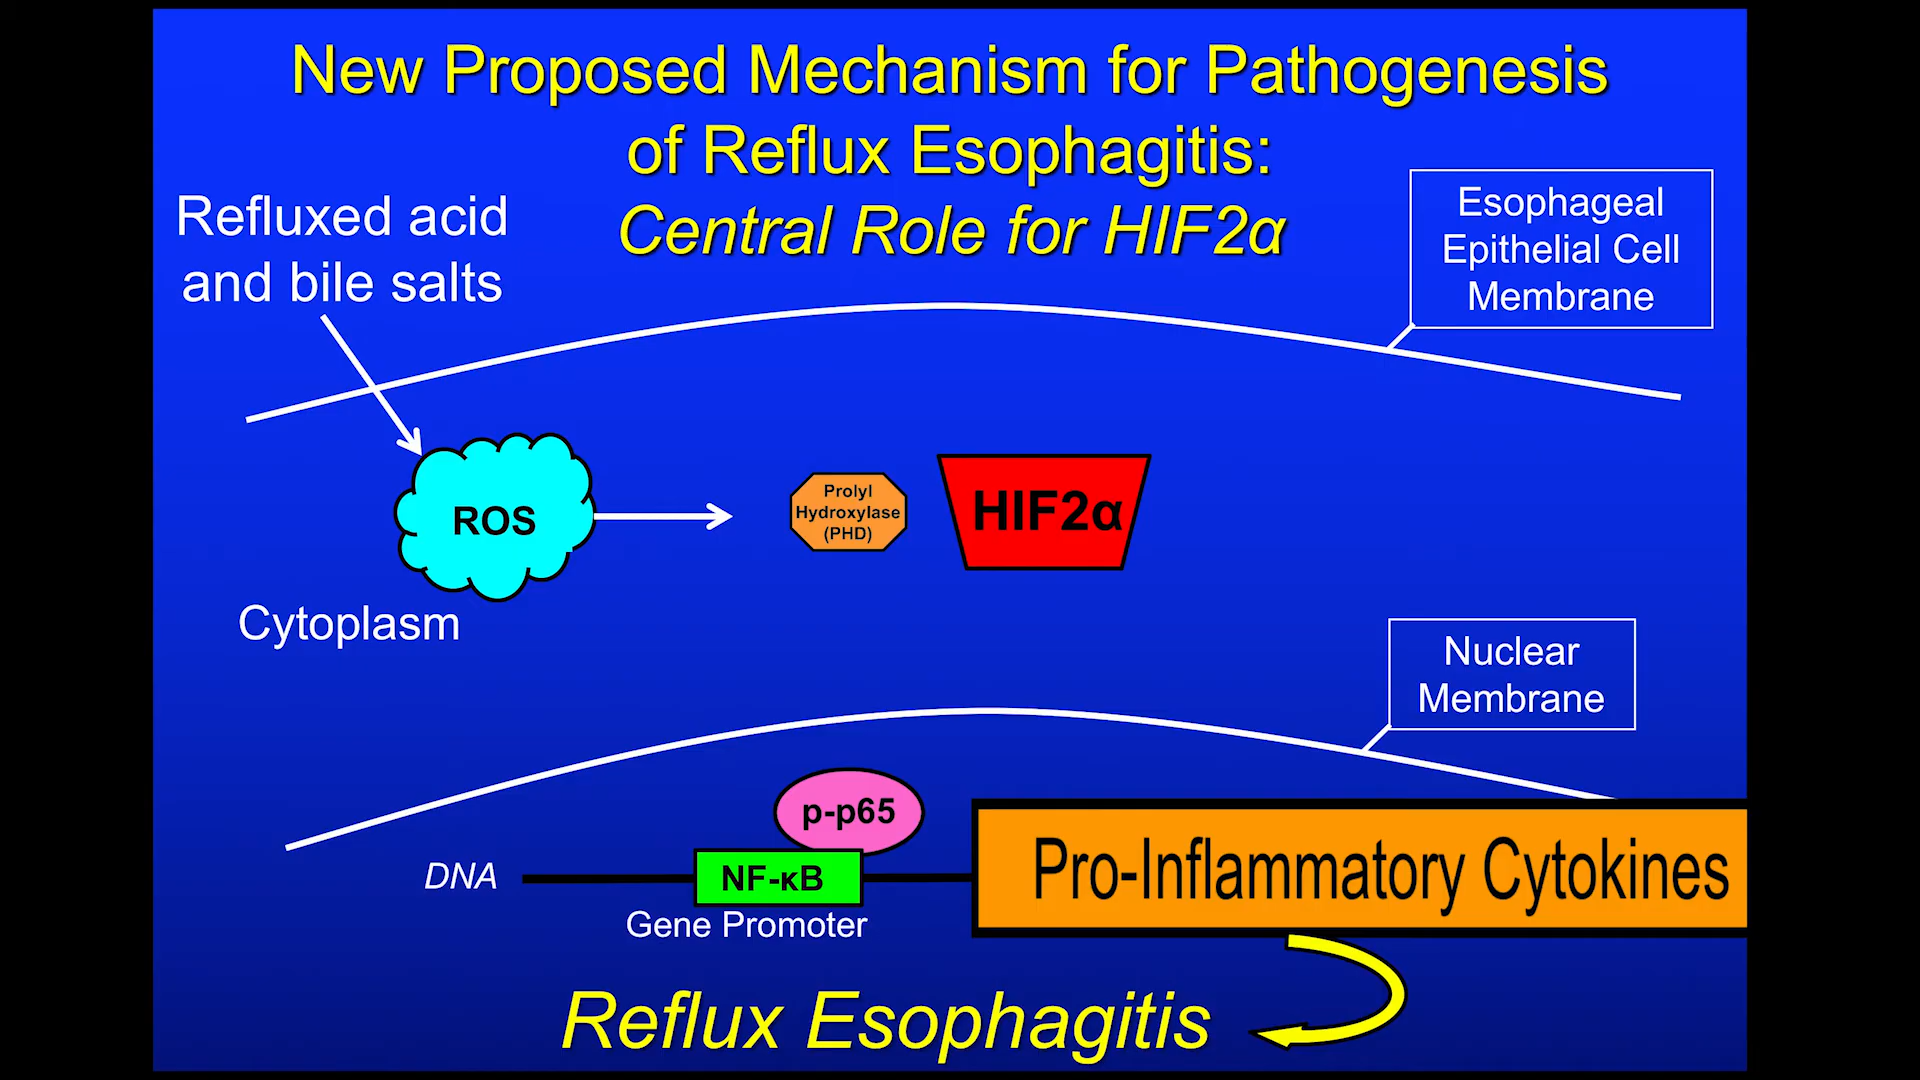 New Proposed Mechanism for Pathogenesis
of Reflux Esophagitis:
Central Role for HIF2α
Refluxed acid
and bile salts
Esophageal
Epithelial Cell
Membrane
ROS
Prolyl
Hydroxylase
(PHD)
HIF2α
Cytoplasm
Nuclear
Membrane
p-p65
DNA
NF-κB
Gene Promoter
Pro-Inflammatory Cytokines
Reflux Esophagitis